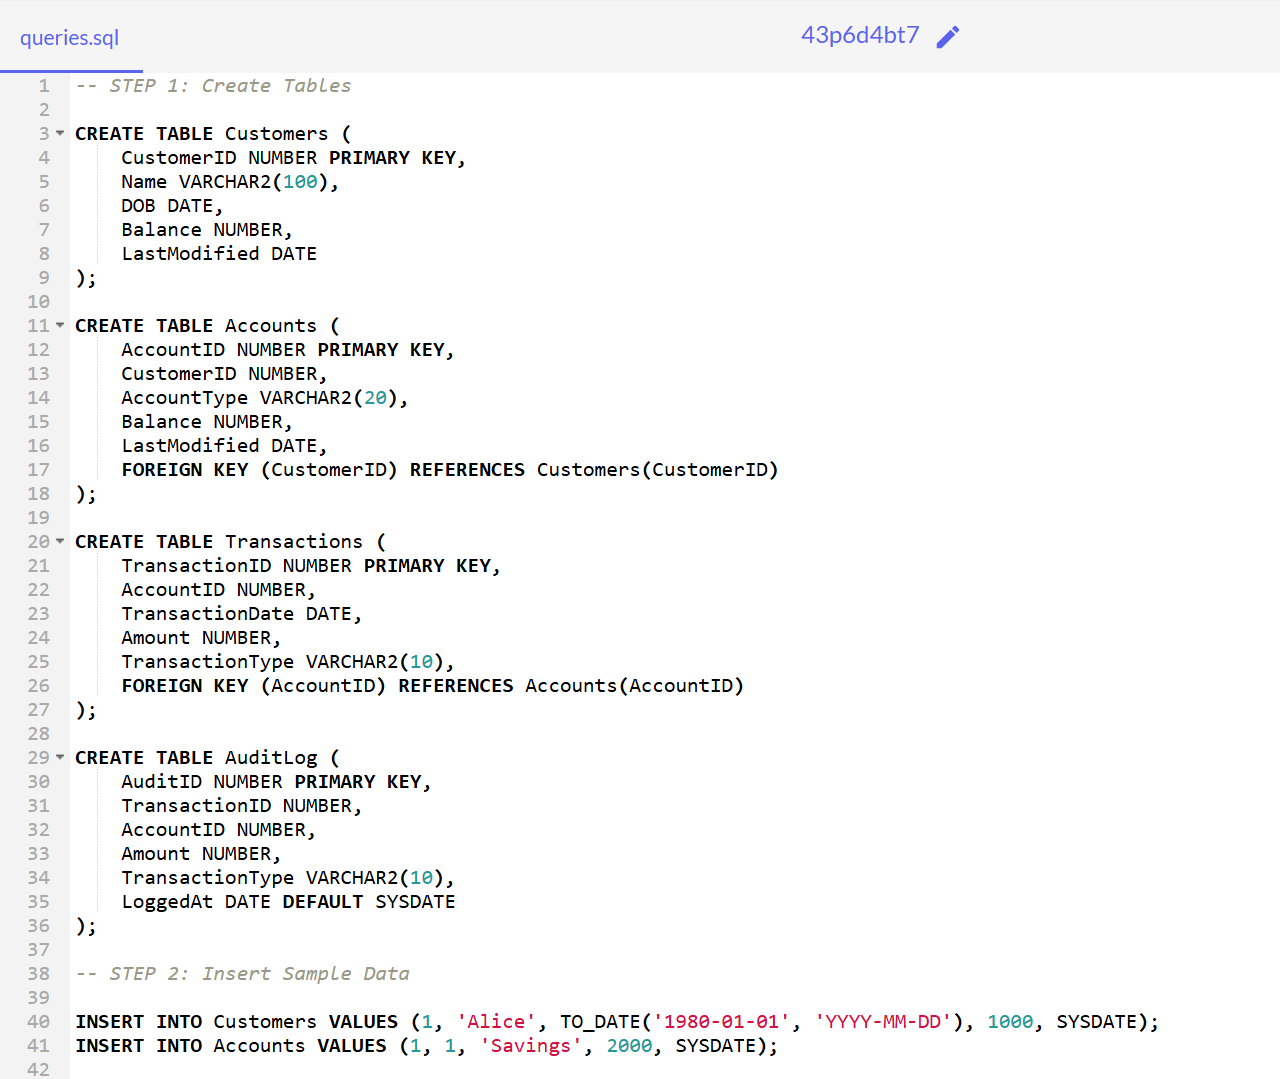 queries.sql
43p6d4bt7
1 -- STEP 1: Create Tables
2
3 CREATE TABLE Customers (
4 CustomerID NUMBER PRIMARY KEY,
5 Name VARCHAR2(100),
6 DOB DATE,
7 Balance NUMBER,
8 LastModified DATE
9 );
10
11 CREATE TABLE Accounts (
12 AccountID NUMBER PRIMARY KEY,
13 CustomerID NUMBER,
14 AccountType VARCHAR2(20),
15 Balance NUMBER,
16 LastModified DATE,
17 FOREIGN KEY (CustomerID) REFERENCES Customers(CustomerID)
18 );
19
20 CREATE TABLE Transactions (
21 TransactionID NUMBER PRIMARY KEY,
22 AccountID NUMBER,
23 TransactionDate DATE,
24 Amount NUMBER,
25 TransactionType VARCHAR2(10),
26 FOREIGN KEY (AccountID) REFERENCES Accounts(AccountID)
27 );
28
29 CREATE TABLE AuditLog (
30 AuditID NUMBER PRIMARY KEY,
31 TransactionID NUMBER,
32 AccountID NUMBER,
33 Amount NUMBER,
34 TransactionType VARCHAR2(10),
35 LoggedAt DATE DEFAULT SYSDATE
36 );
37
38 -- STEP 2: Insert Sample Data
39
40 INSERT INTO Customers VALUES (1, 'Alice', TO_DATE('1980-01-01', 'YYYY-MM-DD'), 1000, SYSDATE);
41 INSERT INTO Accounts VALUES (1, 1, 'Savings', 2000, SYSDATE);
42